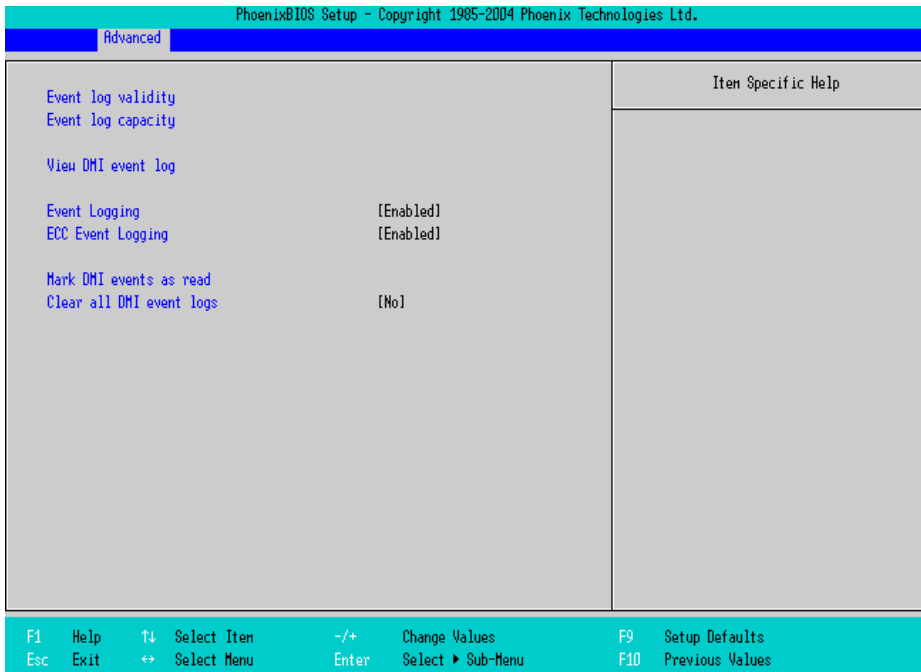 PhoenixBIOS Setup - Copyright 1985-2004 Phoenix Technologies Ltd.
Advanced
Item Specific Help
Event log validity
Event log capacity
View DMI event log
Event Logging [Enabled]
ECC Event Logging [Enabled]
Mark DMI events as read
Clear all DMI event logs [No]
F1 Help ↑↓ Select Item -/+ Change Values F9 Setup Defaults
Esc Exit ↔ Select Menu Enter Select ▶ Sub-Menu F10 Previous Values